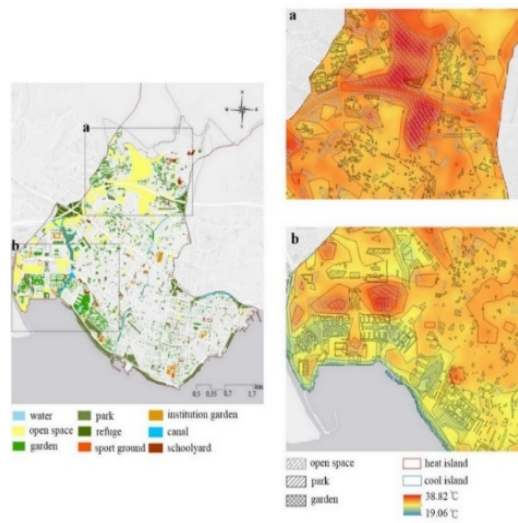 a
N
W E
S
a
b
0,5 0,35 0,7 1,7
km
water
park
institution garden
open space
refuge
canal
garden
sport ground
schoolyard
b
open space
heat island
park
cool island
garden
38.82 ℃
19.06 ℃